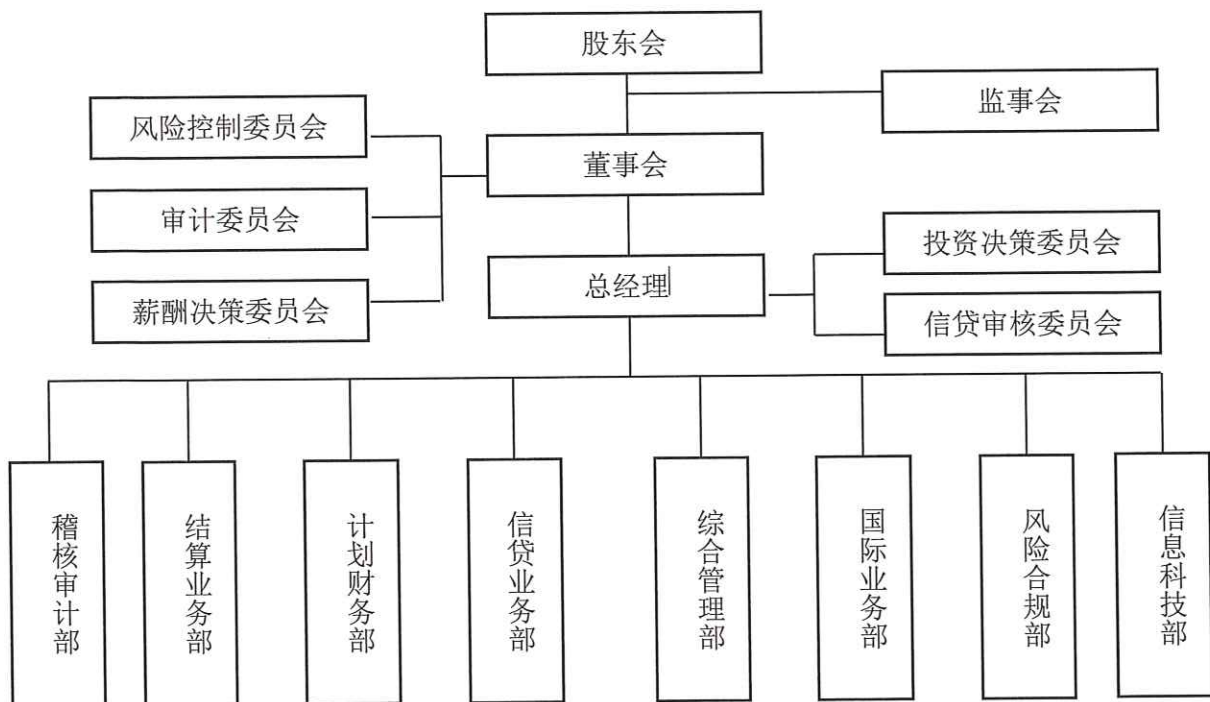 股东会
监事会
风险控制委员会
董事会
审计委员会
投资决策委员会
总经理
薪酬决策委员会
信贷审核委员会
稽核审计部
结算业务部
计划财务部
信贷业务部
综合管理部
国际业务部
风险合规部
信息科技部